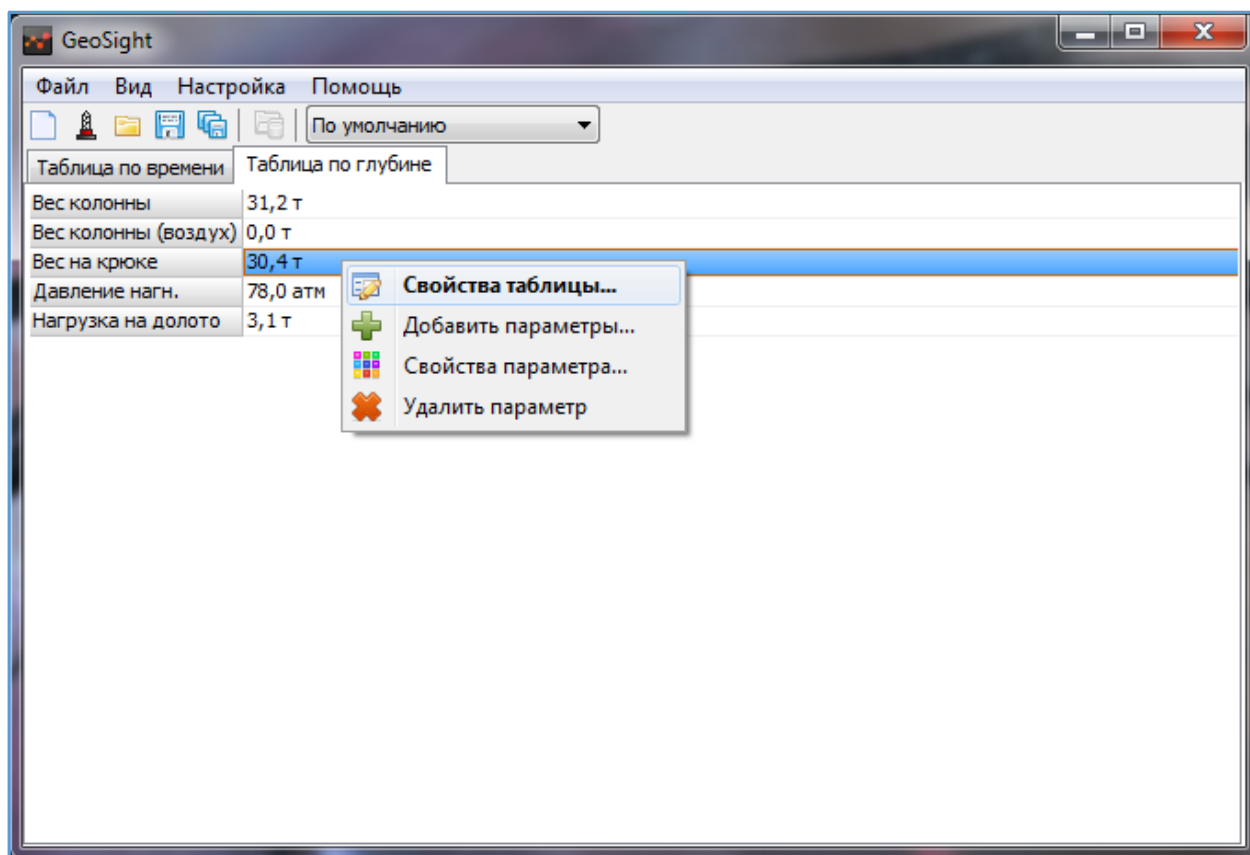 GeoSight
Файл Вид Настройка Помощь
По умолчанию
Таблица по времени Таблица по глубине
Вес колонны 31,2 т
Вес колонны (воздух) 0,0 т
Вес на крюке 30,4 т
Давление нагн. 78,0 атм
Нагрузка на долото 3,1 т
Свойства таблицы...
Добавить параметры...
Свойства параметра...
Удалить параметр